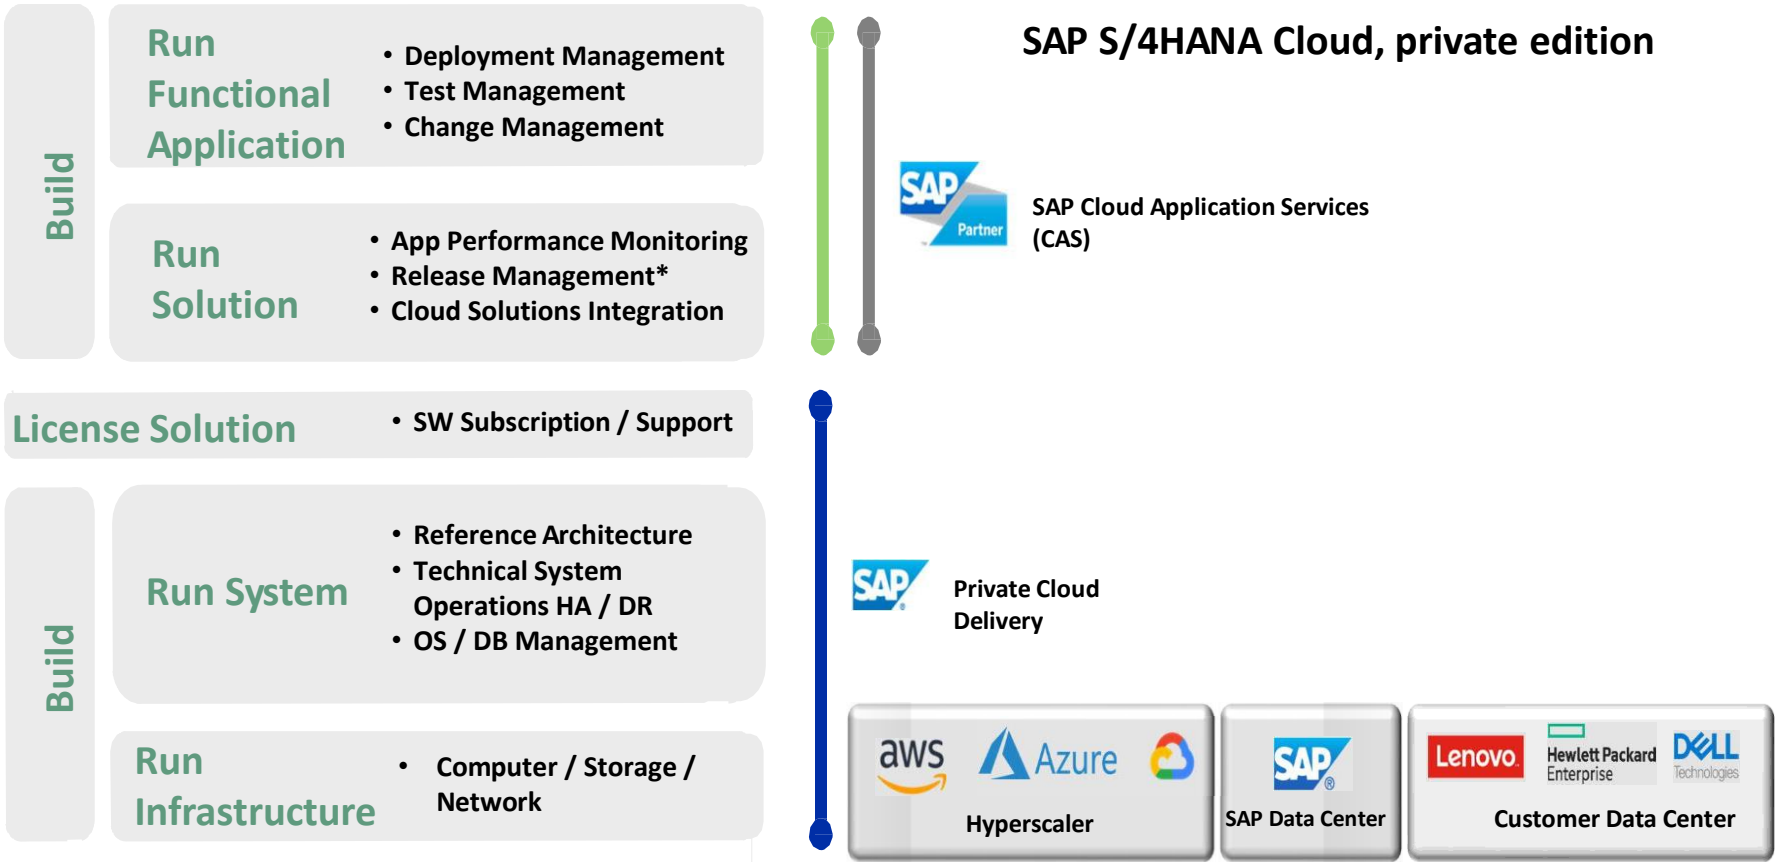 SAP S/4HANA Cloud, private edition
Build
Run
Functional
Application
• Deployment Management
• Test Management
• Change Management
Run
Solution
• App Performance Monitoring
• Release Management*
• Cloud Solutions Integration
SAP
Partner
SAP Cloud Application Services
(CAS)
License Solution
• SW Subscription / Support
Build
Run System
• Reference Architecture
• Technical System
Operations HA / DR
• OS / DB Management
SAP®
Private Cloud
Delivery
Run
Infrastructure
• Computer / Storage /
Network
aws
Azure
Hyperscaler
SAP®
SAP Data Center
Lenovo
Hewlett Packard
Enterprise
DELL
Technologies
Customer Data Center